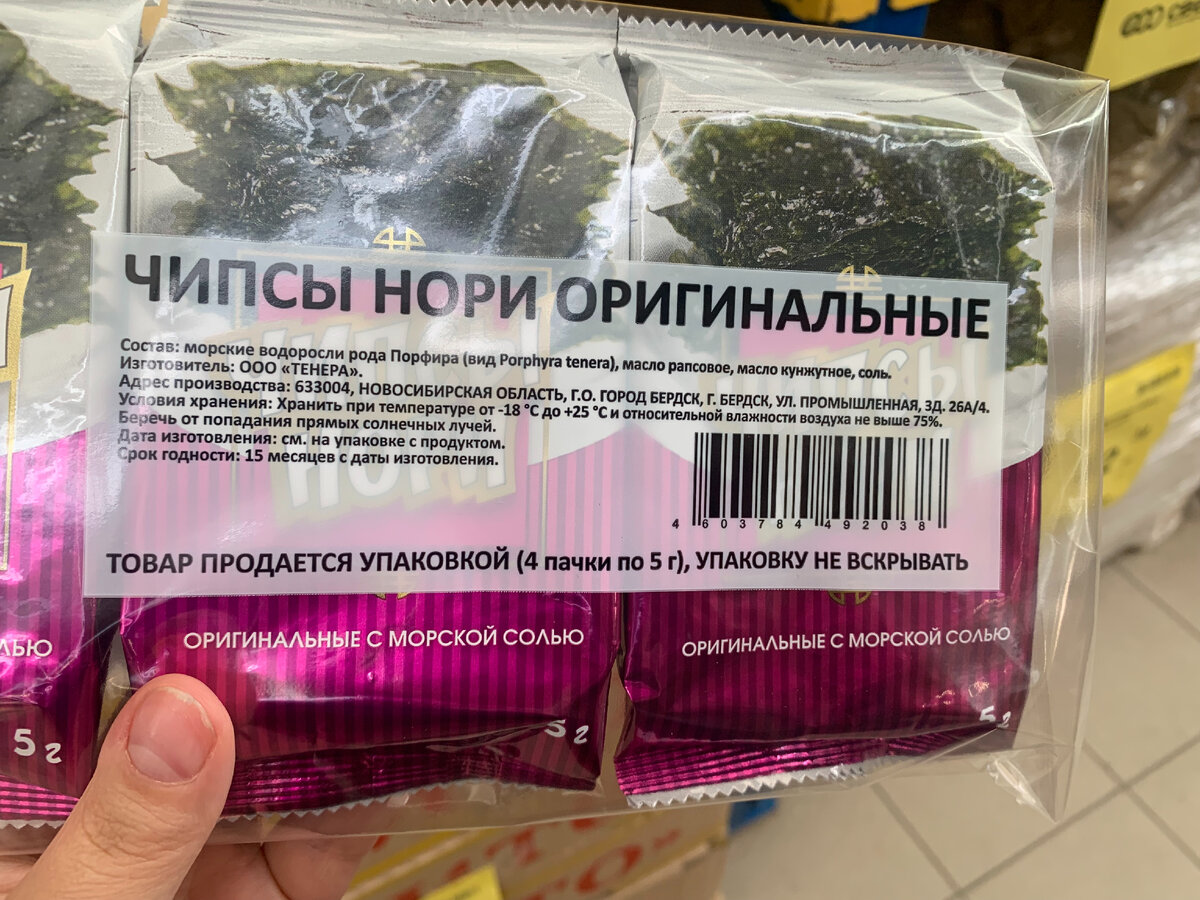 ЧИПСЫ НОРИ ОРИГИНАЛЬНЫЕ
Состав: морские водоросли рода Порфира (вид Porphyra tenera), масло рапсовое, масло кунжутное, соль.
Изготовитель: ООО «ТЕНЕРА».
Адрес производства: 633004, НОВОСИБИРСКАЯ ОБЛАСТЬ, Г.О. ГОРОД БЕРДСК, Г. БЕРДСК, УЛ. ПРОМЫШЛЕННАЯ, ЗД. 26А/4.
Условия хранения: Хранить при температуре от -18 °С до +25 °С и относительной влажности воздуха не выше 75%.
Беречь от попадания прямых солнечных лучей.
Дата изготовления: см. на упаковке с продуктом.
Срок годности: 15 месяцев с даты изготовления.
4 603784 492038
ТОВАР ПРОДАЕТСЯ УПАКОВКОЙ (4 пачки по 5 г), УПАКОВКУ НЕ ВСКРЫВАТЬ
ЧИПСЫ
НОРИ
ЧИПСЫ
ЛЬЮ
ОРИГИНАЛЬНЫЕ С МОРСКОЙ СОЛЬЮ
ОРИГИНАЛЬНЫЕ С МОРСКОЙ СОЛЬЮ
5 г
5 г
5 г